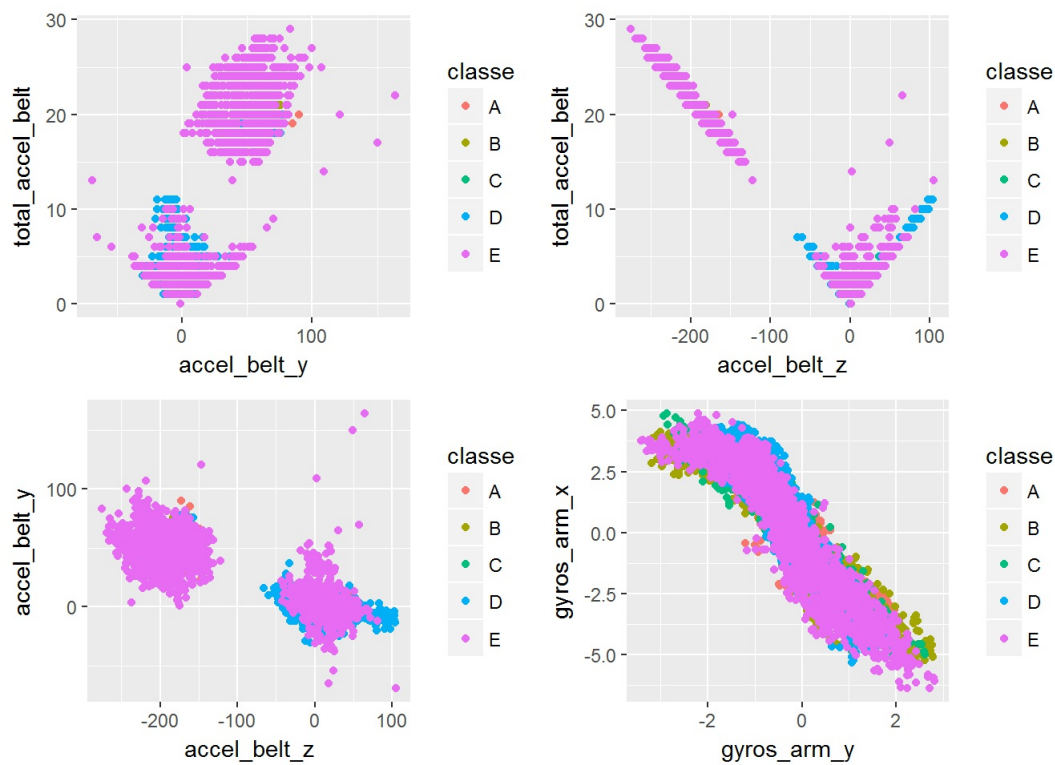 30
20
10
0
total_accel_belt
0
100
accel_belt_y
classe
A
B
C
D
E
30
20
10
0
total_accel_belt
-200
-100
0
100
accel_belt_z
classe
A
B
C
D
E
100
0
accel_belt_y
-200
-100
0
100
accel_belt_z
classe
A
B
C
D
E
5.0
2.5
0.0
-2.5
-5.0
gyros_arm_x
-2
0
2
gyros_arm_y
classe
A
B
C
D
E